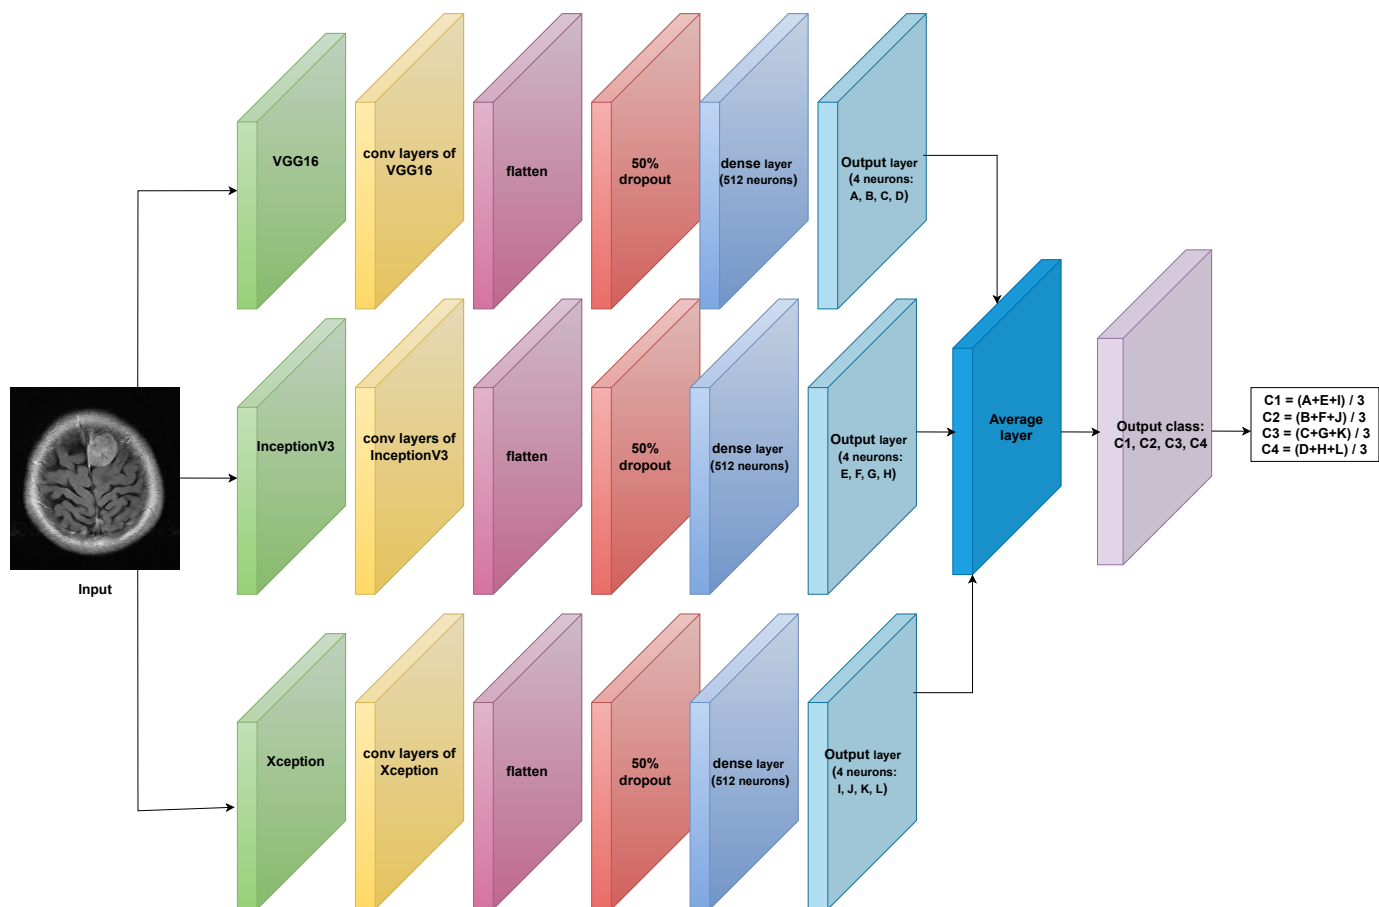 VGG16
conv layers of
VGG16
flatten
50%
dropout
dense layer
(512 neurons)
Output layer
(4 neurons:
A, B, C, D)
Input
InceptionV3
conv layers of
InceptionV3
flatten
50%
dropout
dense layer
(512 neurons)
Output layer
(4 neurons:
E, F, G, H)
Average
layer
Output class:
C1, C2, C3, C4
C1 = (A+E+I) / 3
C2 = (B+F+J) / 3
C3 = (C+G+K) / 3
C4 = (D+H+L) / 3
Xception
conv layers of
Xception
flatten
50%
dropout
dense layer
(512 neurons)
Output layer
(4 neurons:
I, J, K, L)